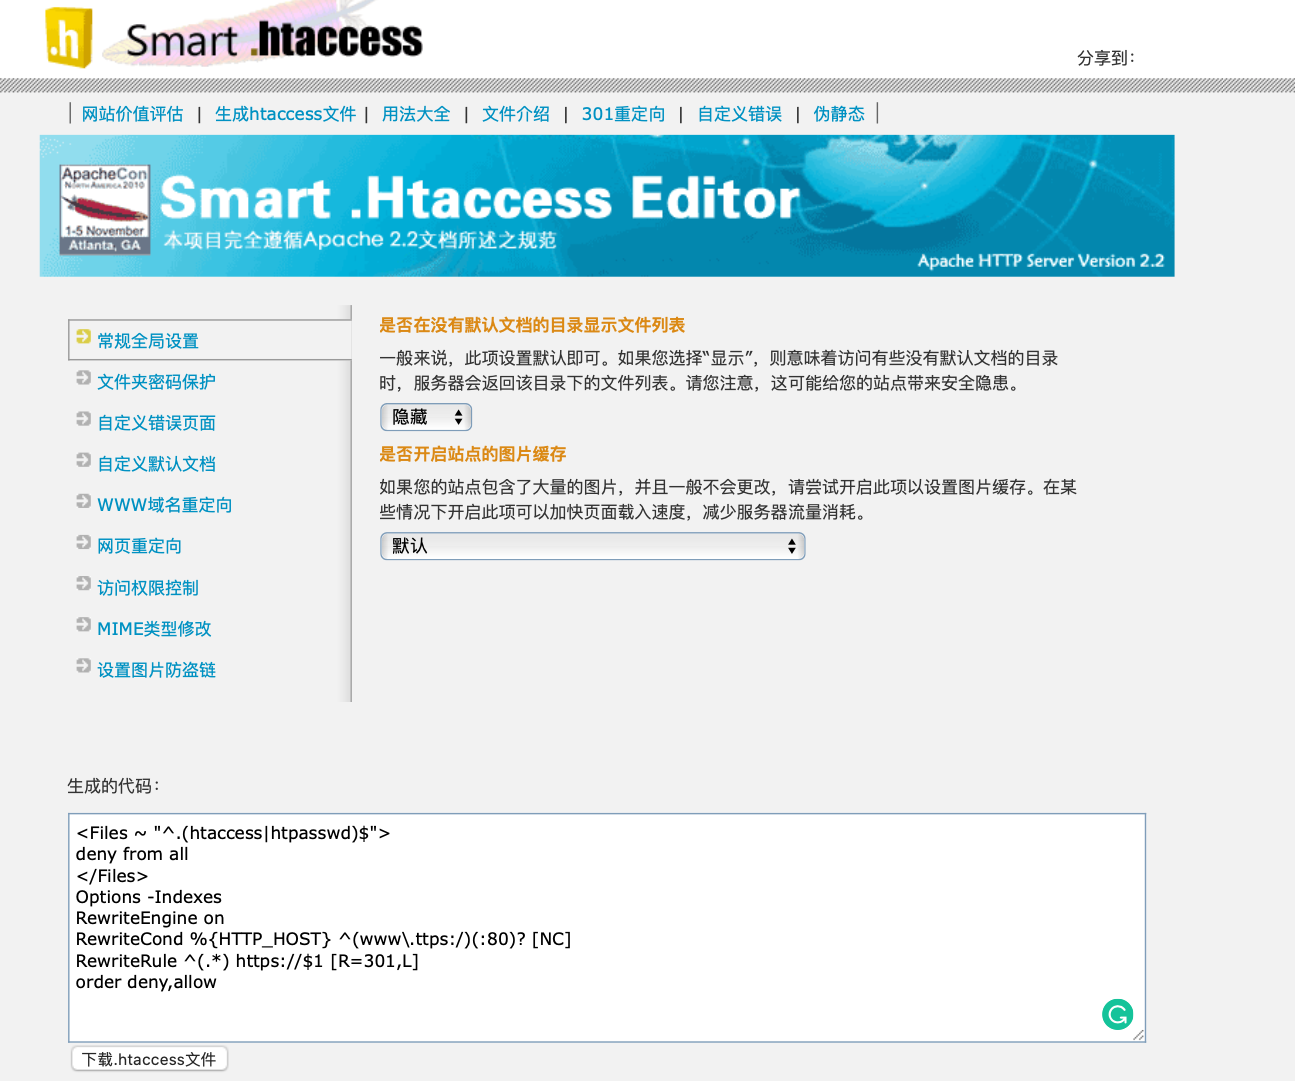 .h Smart .htaccess
分享到：
网站价值评估 | 生成htaccess文件 | 用法大全 | 文件介绍 | 301重定向 | 自定义错误 | 伪静态
ApacheCon
NORTH AMERICA 2010
1-5 November
Atlanta, GA
Smart .Htaccess Editor
本项目完全遵循Apache 2.2文档所述之规范
Apache HTTP Server Version 2.2
常规全局设置
文件夹密码保护
自定义错误页面
自定义默认文档
WWW域名重定向
网页重定向
访问权限控制
MIME类型修改
设置图片防盗链
是否在没有默认文档的目录显示文件列表
一般来说，此项设置默认即可。如果您选择“显示”，则意味着访问有些没有默认文档的目录
时，服务器会返回该目录下的文件列表。请您注意，这可能给您的站点带来安全隐患。
隐藏
是否开启站点的图片缓存
如果您的站点包含了大量的图片，并且一般不会更改，请尝试开启此项以设置图片缓存。在某
些情况下开启此项可以加快页面载入速度，减少服务器流量消耗。
默认
生成的代码：
<Files ~ "^.(htaccess|htpasswd)$">
deny from all
</Files>
Options -Indexes
RewriteEngine on
RewriteCond %{HTTP_HOST} ^(www\.ttps:/)(:80)? [NC]
RewriteRule ^(.*) https://$1 [R=301,L]
order deny,allow
下载.htaccess文件